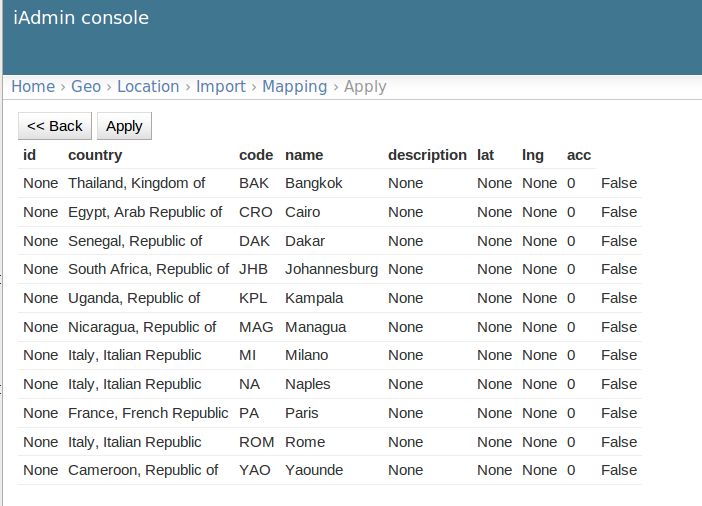 iAdmin console
Home › Geo › Location › Import › Mapping › Apply
<< Back Apply
id country code name description lat lng acc
None Thailand, Kingdom of BAK Bangkok None None None 0 False
None Egypt, Arab Republic of CRO Cairo None None None 0 False
None Senegal, Republic of DAK Dakar None None None 0 False
None South Africa, Republic of JHB Johannesburg None None None 0 False
None Uganda, Republic of KPL Kampala None None None 0 False
None Nicaragua, Republic of MAG Managua None None None 0 False
None Italy, Italian Republic MI Milano None None None 0 False
None Italy, Italian Republic NA Naples None None None 0 False
None France, French Republic PA Paris None None None 0 False
None Italy, Italian Republic ROM Rome None None None 0 False
None Cameroon, Republic of YAO Yaounde None None None 0 False